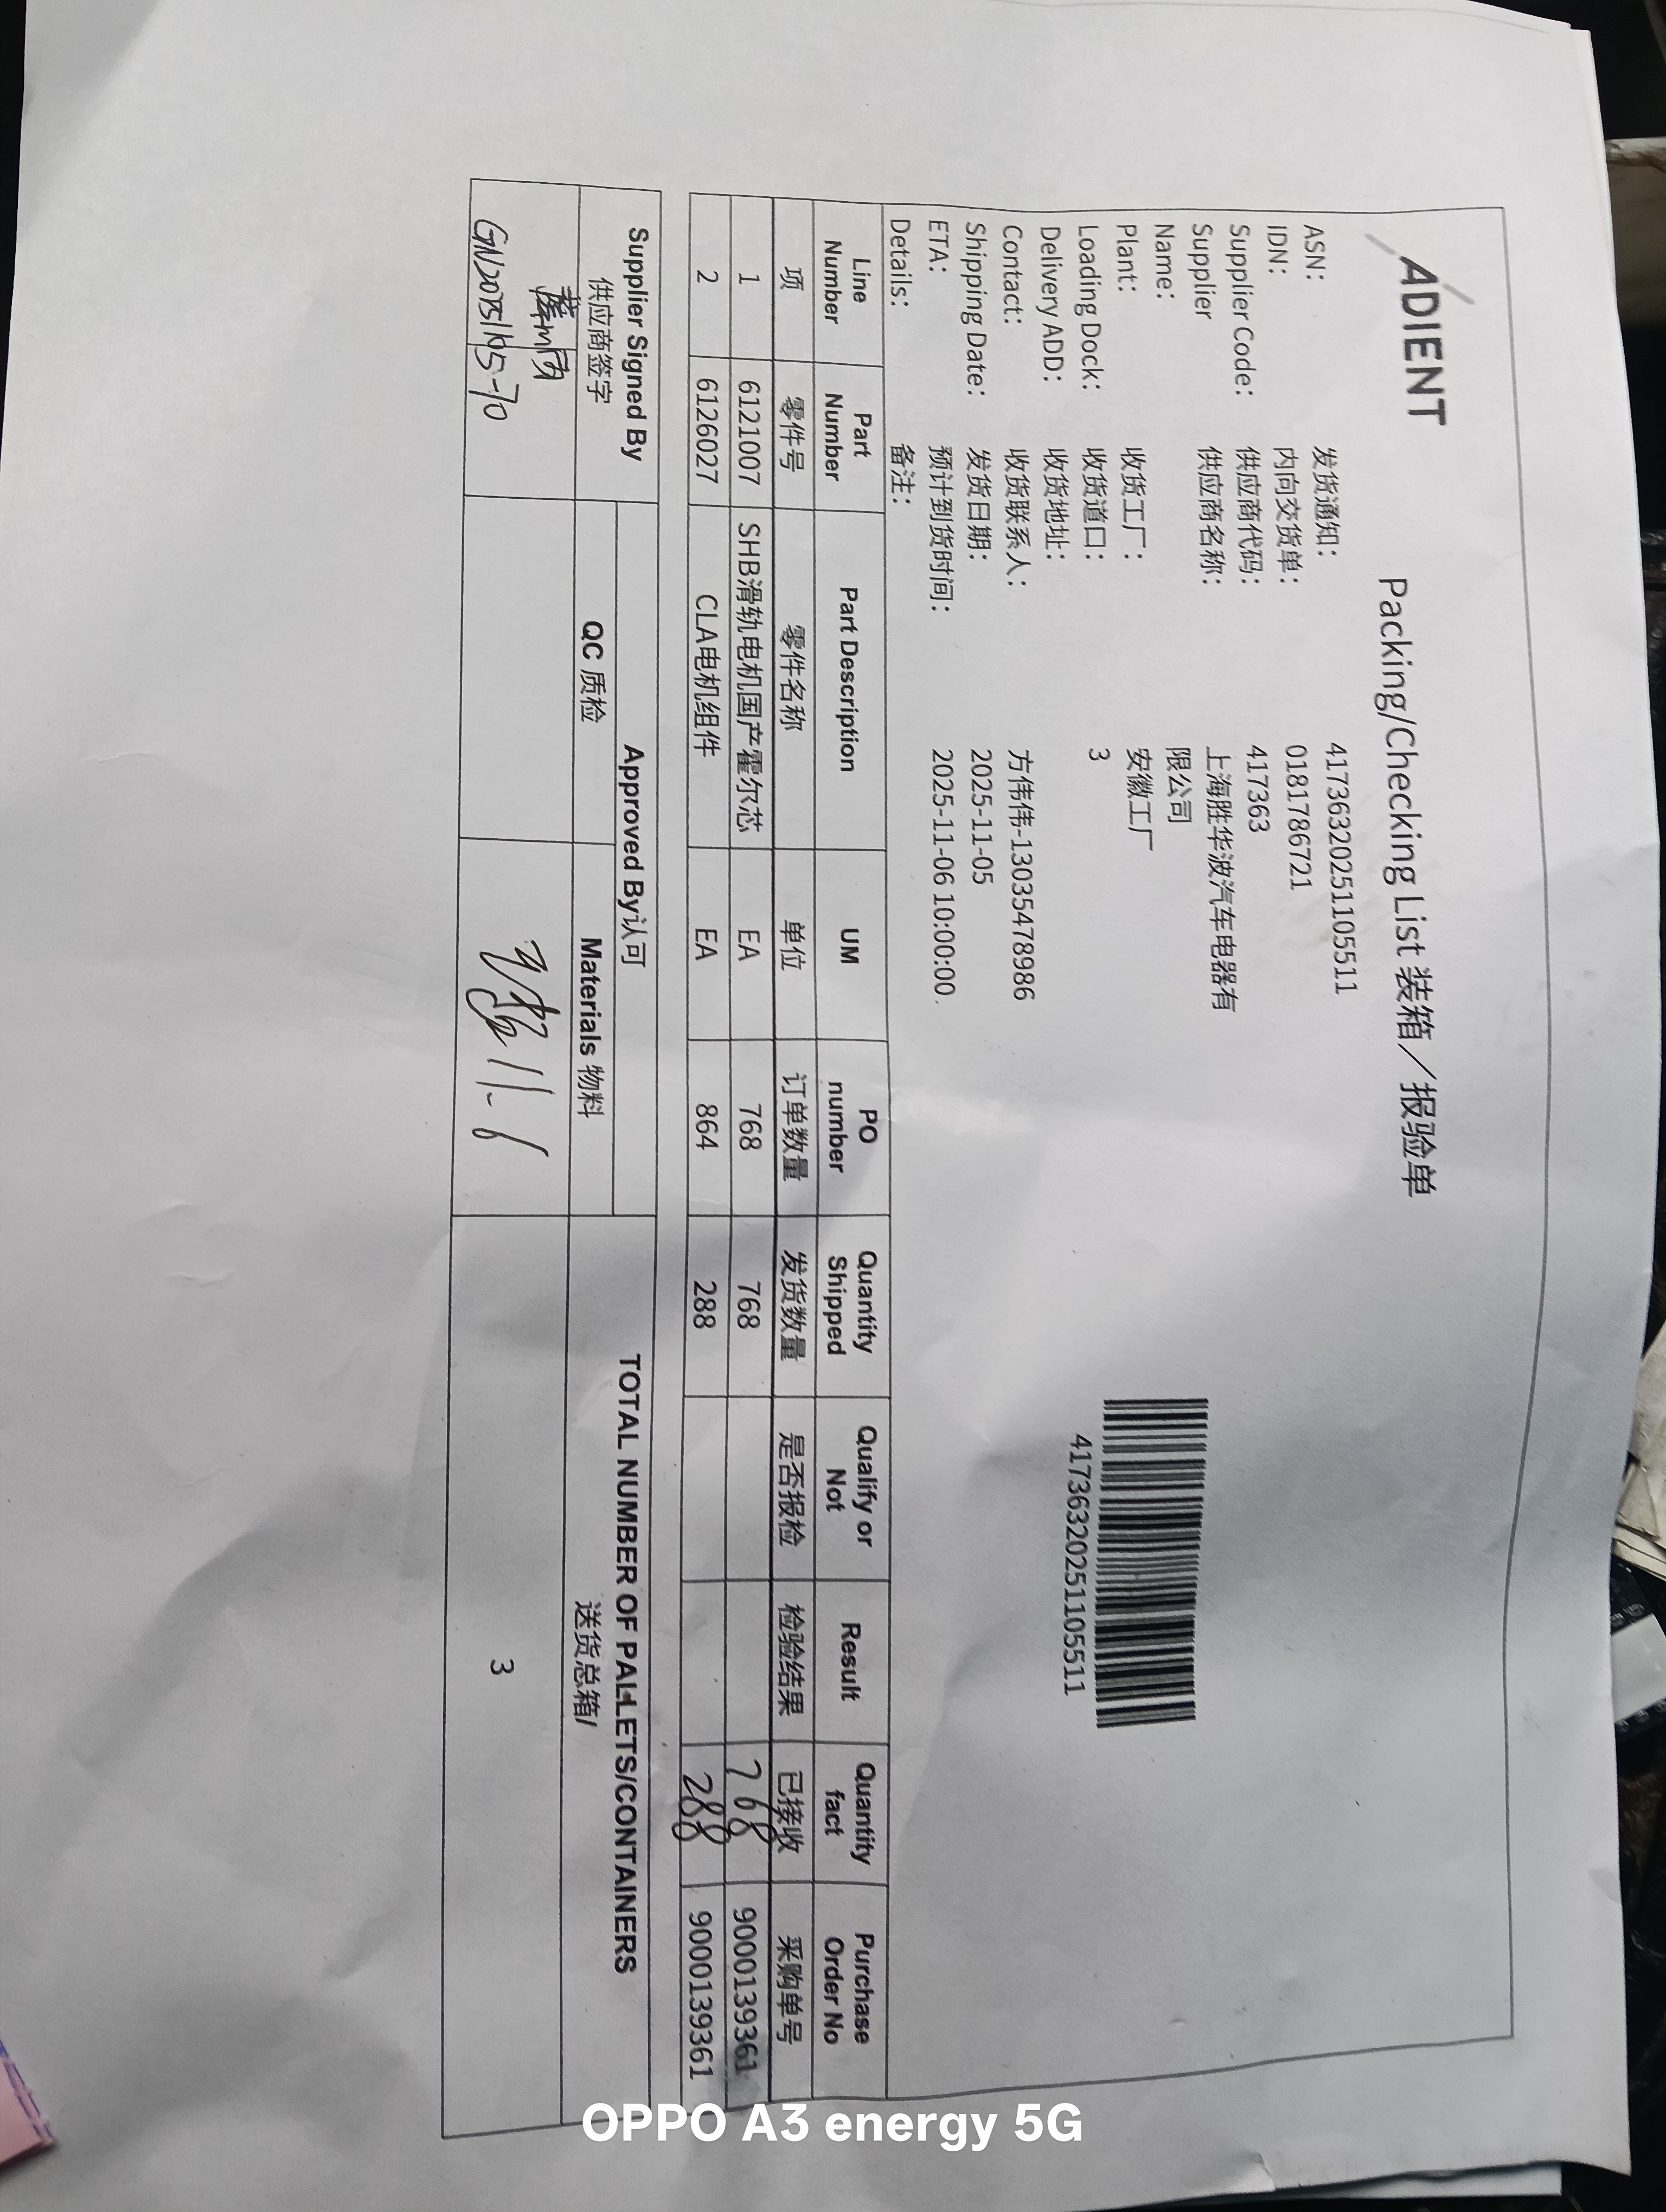 ADIENT
Packing/Checking List 装箱／报验单
ASN: 发货通知: 41736320251105511
IDN: 内向交货单: 0181786721
Supplier Code: 供应商代码: 417363
Supplier 供应商名称: 上海胜华波汽车电器有
Name: 限公司
Plant: 收货工厂: 安徽工厂
Loading Dock: 收货道口: 3
Delivery ADD: 收货地址:
Contact: 收货联系人: 方伟伟-13035478986
Shipping Date: 发货日期: 2025-11-05
ETA: 预计到货时间: 2025-11-06 10:00:00
Details: 备注:
41736320251105511
Line Number Part Number Part Description UM PO number Quantity Shipped Qualify or Not Result Quantity fact Purchase Order No
项 零件号 零件名称 单位 订单数量 发货数量 是否报检 检验结果 已接收 采购单号
1 6121007 SHB滑轨电机国产霍尔芯 EA 768 768 768 9000139361
2 6126027 CLA电机组件 EA 864 288 288 9000139361
Supplier Signed By Approved By认可 TOTAL NUMBER OF PALLETS/CONTAINERS
供应商签字 QC 质检 Materials 物料 送货总箱/
11-6
3
OPPO A3 energy 5G